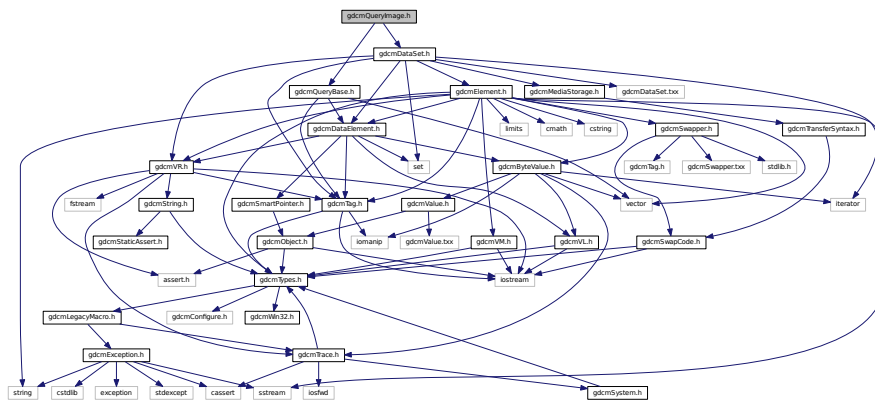 gdcmQueryImage.h
gdcmDataSet.h
gdcmQueryBase.h
gdcmElement.h
gdcmMediaStorage.h
gdcmDataSet.txx
gdcmDataElement.h
limits
cmath
cstring
gdcmSwapper.h
gdcmTransferSyntax.h
gdcmVR.h
set
gdcmByteValue.h
gdcmTag.h
gdcmSwapper.txx
stdlib.h
fstream
gdcmString.h
gdcmSmartPointer.h
gdcmTag.h
gdcmValue.h
vector
iterator
gdcmStaticAssert.h
gdcmObject.h
iomanip
gdcmValue.txx
gdcmVM.h
gdcmVL.h
gdcmSwapCode.h
assert.h
gdcmTypes.h
iostream
gdcmLegacyMacro.h
gdcmConfigure.h
gdcmWin32.h
gdcmException.h
gdcmTrace.h
string
cstdlib
exception
stdexcept
cassert
sstream
iosfwd
gdcmSystem.h